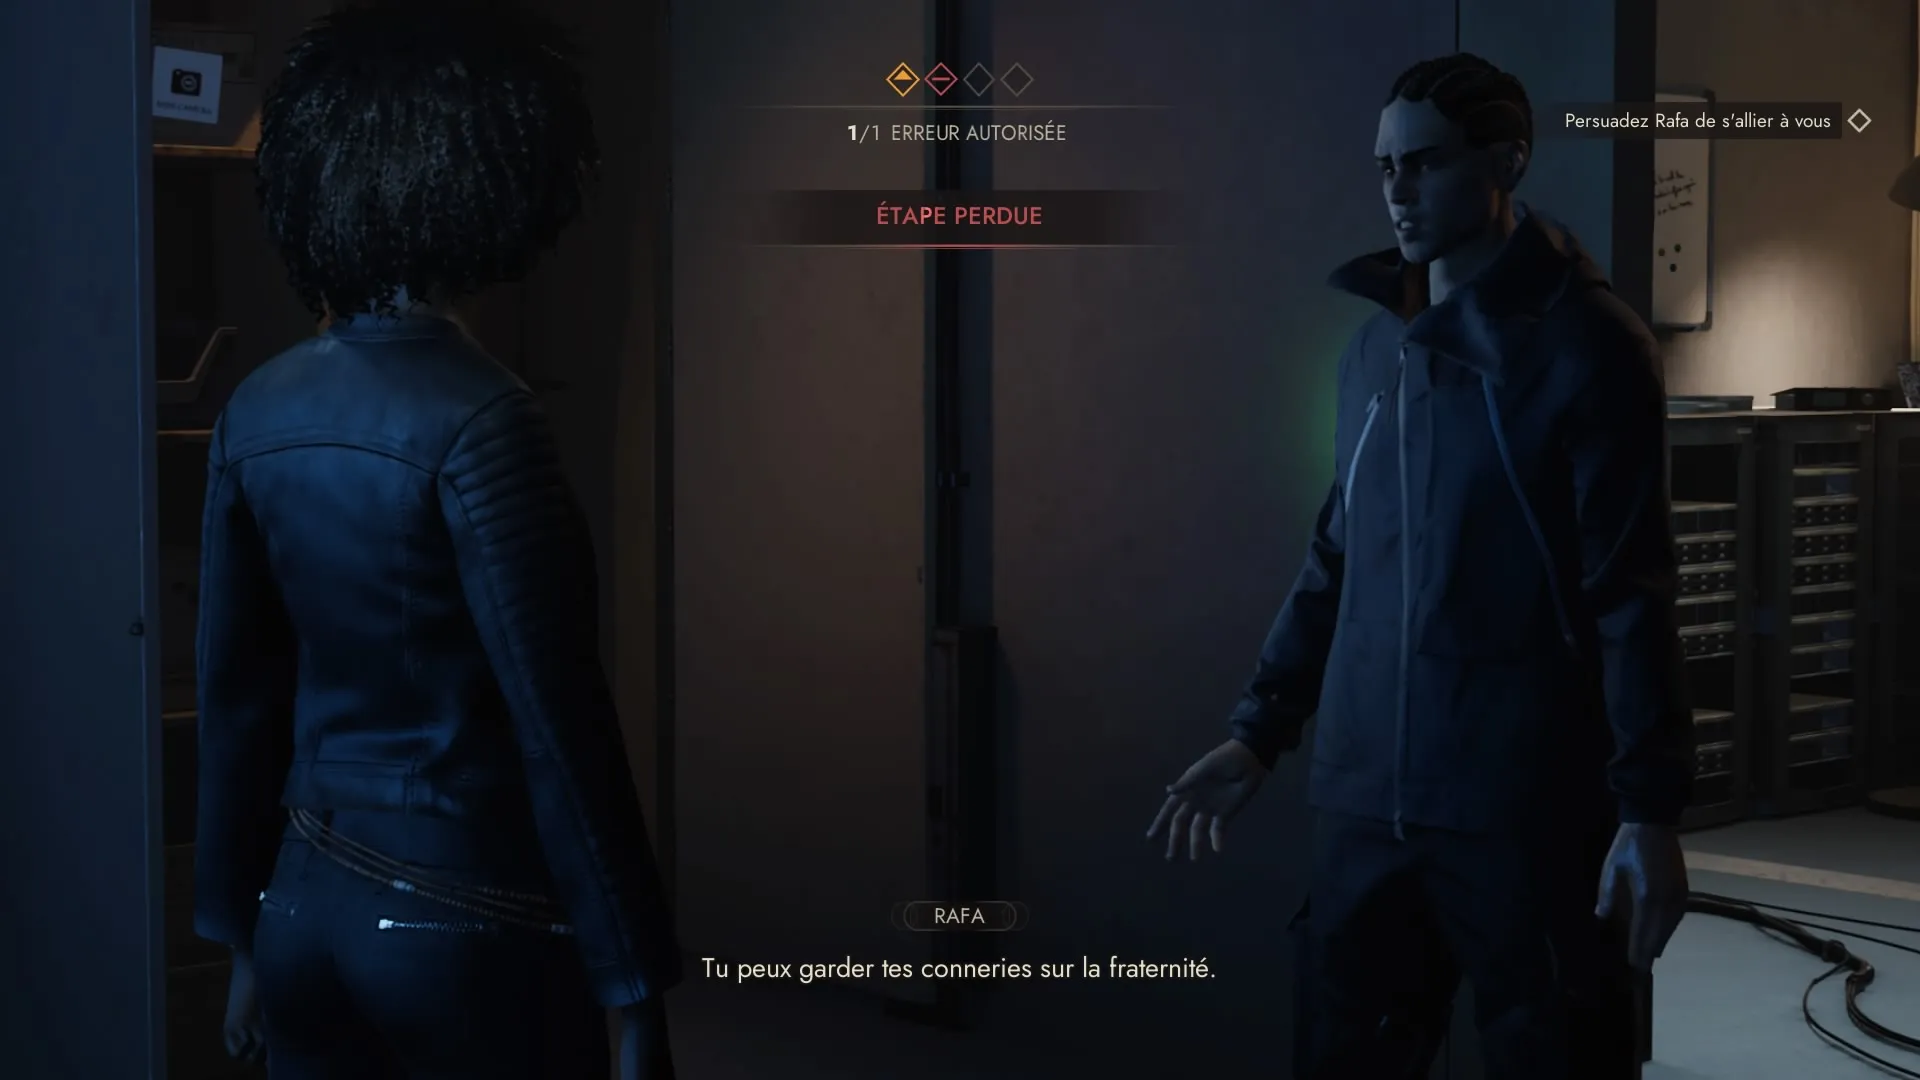 1/1 ERREUR AUTORISÉE
Persuadez Rafa de s'allier à vous
ÉTAPE PERDUE
RAFA
Tu peux garder tes conneries sur la fraternité.